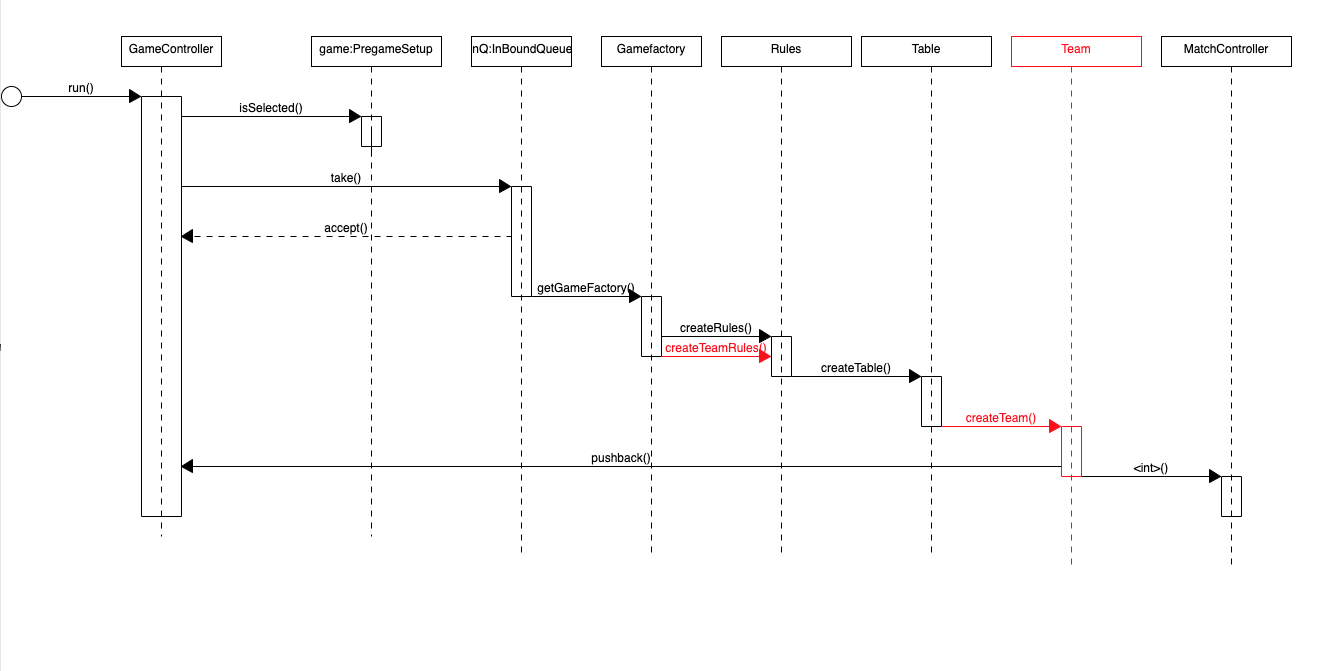 GameController
game:PregameSetup
nQ:InBoundQueue
Gamefactory
Rules
Table
Team
MatchController
run()
isSelected()
take()
accept()
getGameFactory()
createRules()
createTeamRules()
createTable()
createTeam()
pushback()
<int>()